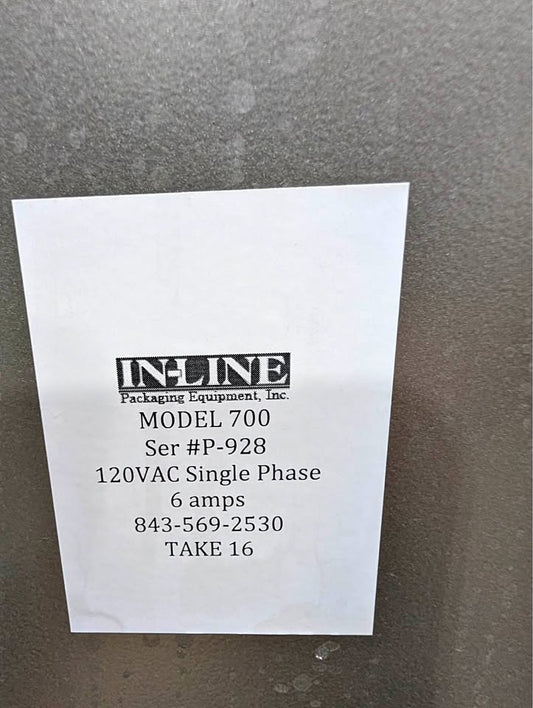 IN-LINE
Packaging Equipment, Inc.
MODEL 700
Ser #P-928
120VAC Single Phase
6 amps
843-569-2530
TAKE 16